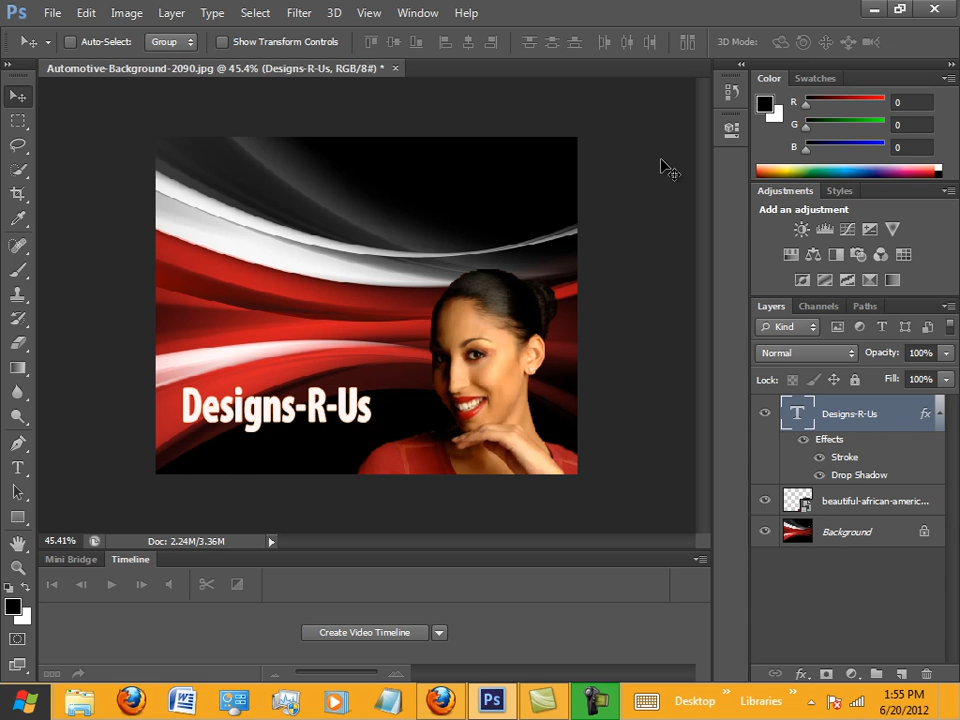 Ps File Edit Image Layer Type Select Filter 3D View Window Help
Auto-Select: Group Show Transform Controls 3D Mode:
Automotive-Background-2090.jpg @ 45.4% (Designs-R-Us, RGB/8#) * ×
Color Swatches
R 0
G 0
B 0
Adjustments Styles
Add an adjustment
Layers Channels Paths
Kind
Normal Opacity: 100%
Lock: Fill: 100%
Designs-R-Us fx
Effects
Stroke
Drop Shadow
beautiful-african-americ...
Background
Designs-R-Us
45.41% Doc: 2.24M/3.36M
Mini Bridge Timeline
Create Video Timeline
Ps Desktop Libraries
1:55 PM
6/20/2012